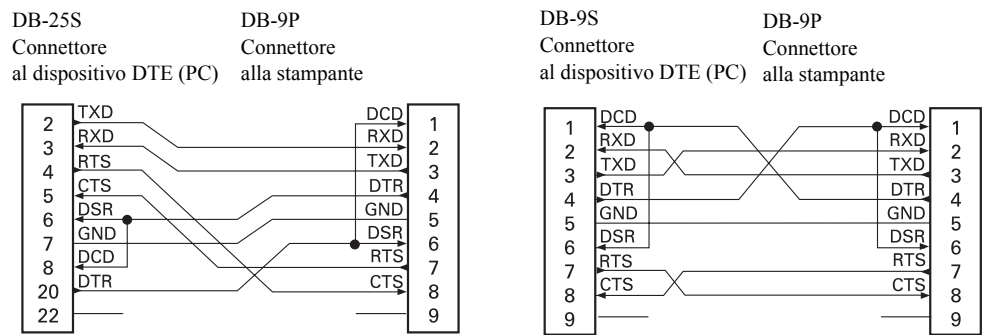 DB-25S
Connettore
al dispositivo DTE (PC)
DB-9P
Connettore
alla stampante
2 TXD
3 RXD
4 RTS
5 CTS
6 DSR
7 GND
8 DCD
20 DTR
22
DCD 1
RXD 2
TXD 3
DTR 4
GND 5
DSR 6
RTS 7
CTS 8
9
DB-9S
Connettore
al dispositivo DTE (PC)
DB-9P
Connettore
alla stampante
1 DCD
2 RXD
3 TXD
4 DTR
5 GND
6 DSR
7 RTS
8 CTS
9
DCD 1
RXD 2
TXD 3
DTR 4
GND 5
DSR 6
RTS 7
CTS 8
9